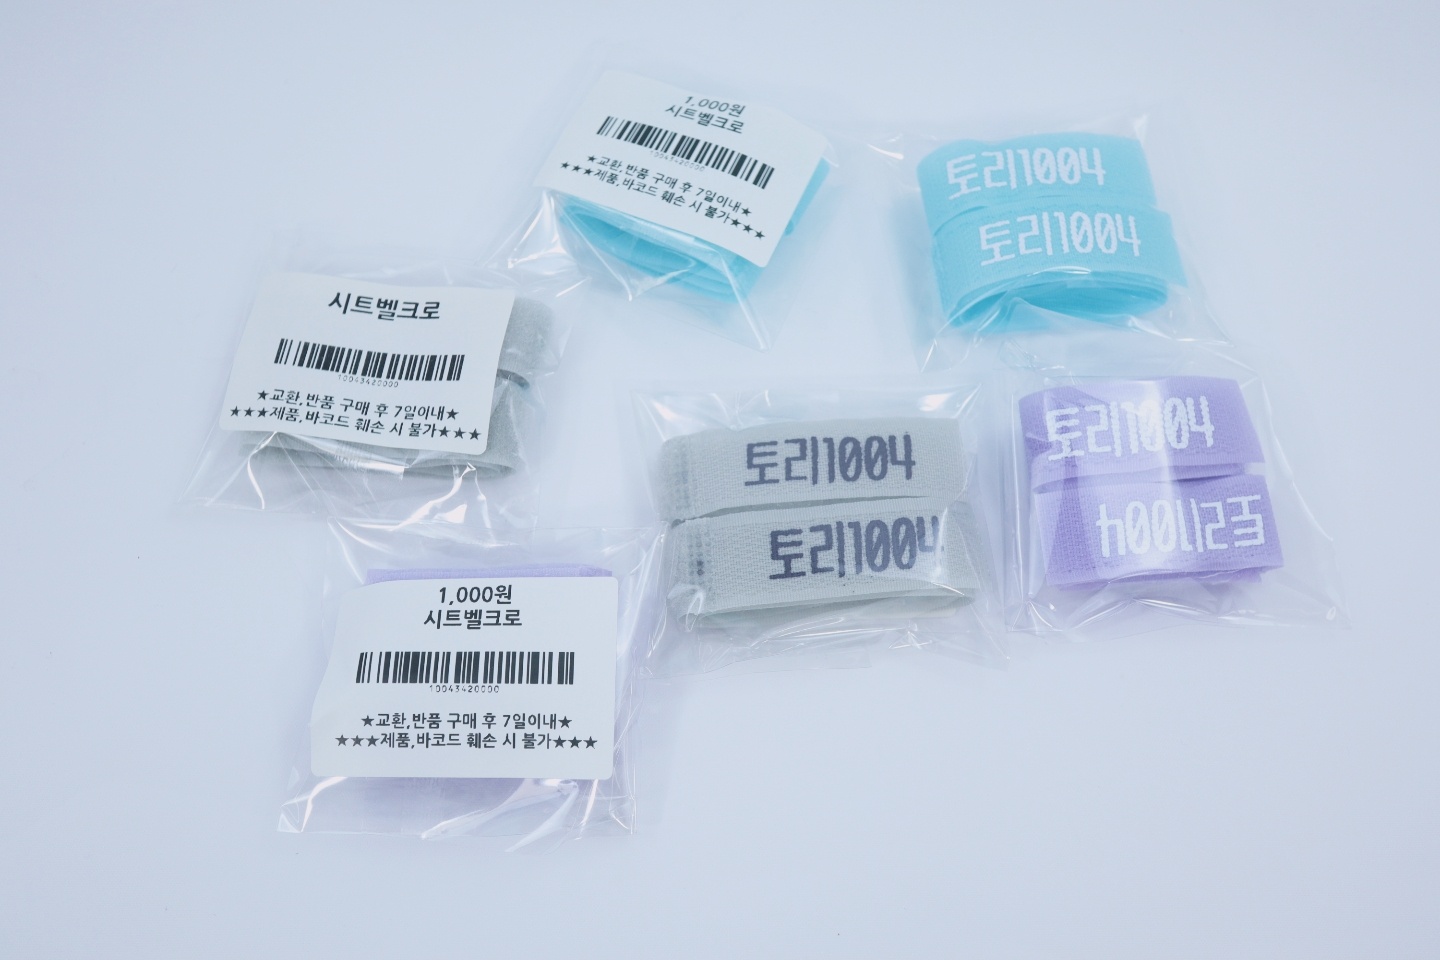 1,000원
시트벨크로
10043420000
★교환,반품 구매 후 7일이내★
★★★제품,바코드 훼손 시 불가★★★
토리1004
토리1004
시트벨크로
10043420000
★교환,반품 구매 후 7일이내★
★★★제품,바코드 훼손 시 불가★★★
토리1004
토리1004
토리1004
토리1004
1,000원
시트벨크로
10043420000
★교환,반품 구매 후 7일이내★
★★★제품,바코드 훼손 시 불가★★★